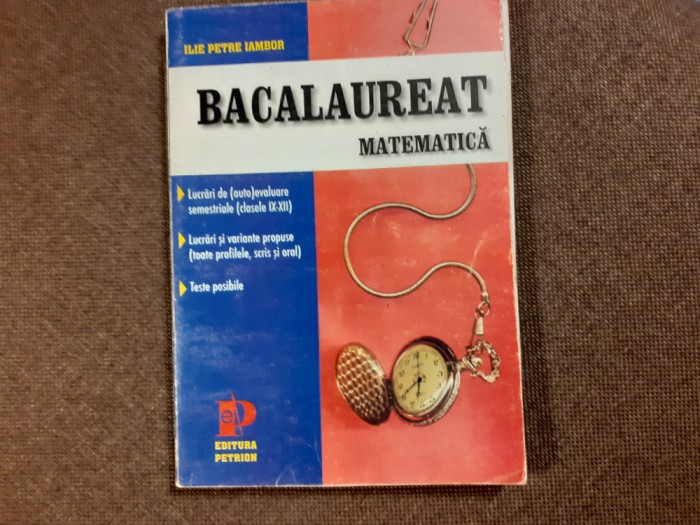 ILIE PETRE IAMBOR
BACALAUREAT
MATEMATICĂ
Lucrări de (auto)evaluare
semestriale (clasele IX-XII)
Lucrări și variante propuse
(toate profilele, scris și oral)
Teste posibile
EDITURA
PETRION